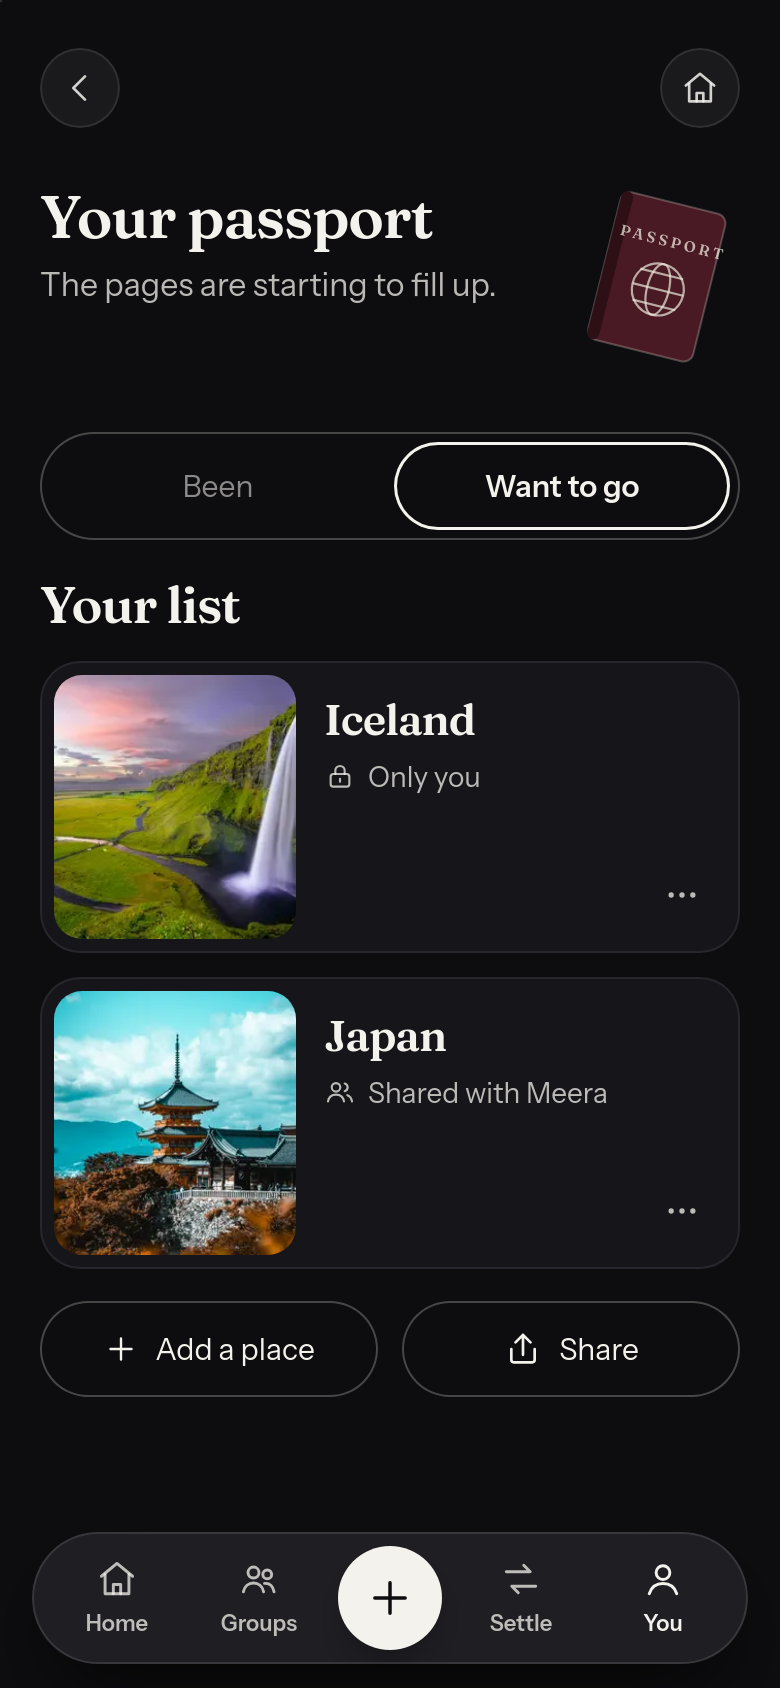 Your passport
The pages are starting to fill up.
PASSPORT
Been
Want to go
Your list
Iceland
Only you
Japan
Shared with Meera
Add a place
Share
Home
Groups
Settle
You